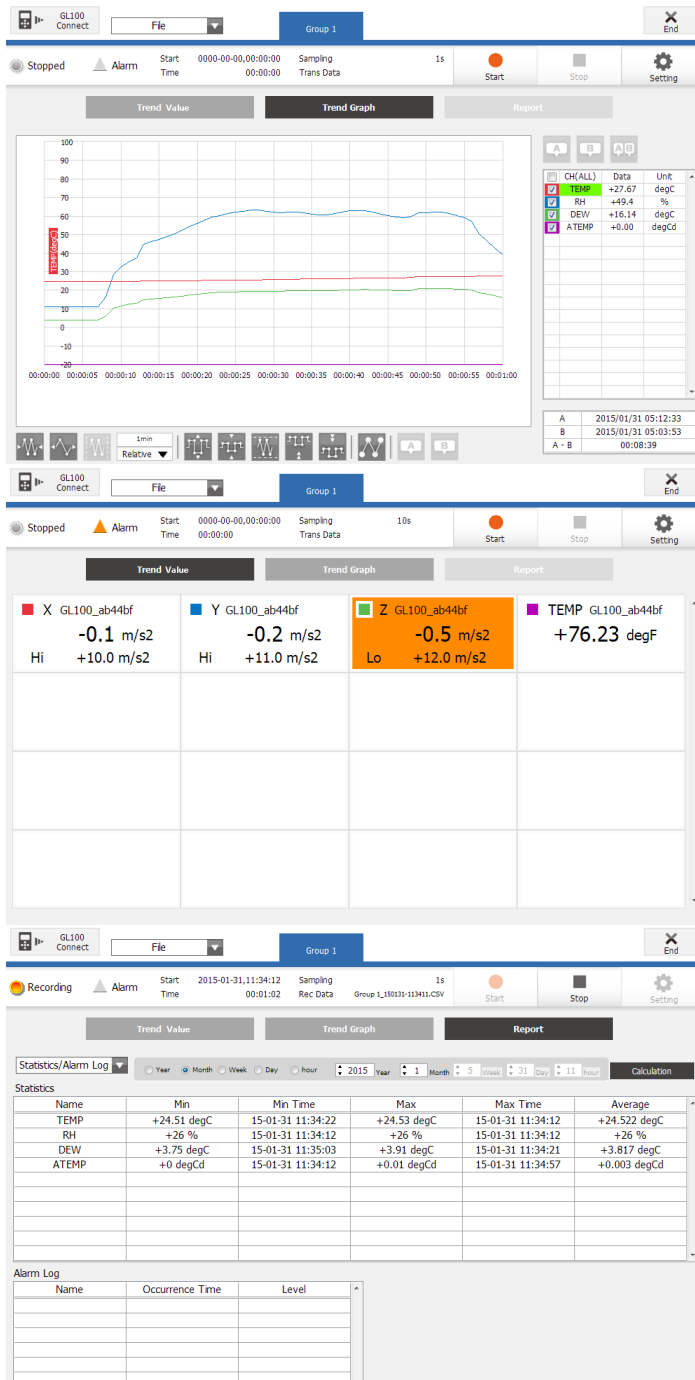 GL100 Connect File Group 1 End
Stopped Alarm Start 0000-00-00,00:00:00 Sampling 1s Start Stop Setting
Time 00:00:00 Trans Data
Trend Value Trend Graph Report
100
90
80
70
60
50
40
30
20
10
0
-10
-20
TEMP(degC)
00:00:00 00:00:05 00:00:10 00:00:15 00:00:20 00:00:25 00:00:30 00:00:35 00:00:40 00:00:45 00:00:50 00:00:55 00:01:00
A B A B
CH(ALL) Data Unit
TEMP +27.67 degC
RH +49.4 %
DEW +16.14 degC
ATEMP +0.00 degCd
A 2015/01/31 05:12:33
B 2015/01/31 05:03:53
A - B 00:08:39
1min
Relative
A B
GL100 Connect File Group 1 End
Stopped Alarm Start 0000-00-00,00:00:00 Sampling 10s Start Stop Setting
Time 00:00:00 Trans Data
Trend Value Trend Graph Report
X GL100_ab44bf
-0.1 m/s2
Hi +10.0 m/s2
Y GL100_ab44bf
-0.2 m/s2
Hi +11.0 m/s2
Z GL100_ab44bf
-0.5 m/s2
Lo +12.0 m/s2
TEMP GL100_ab44bf
+76.23 degF
GL100 Connect File Group 1 End
Recording Alarm Start 2015-01-31,11:34:12 Sampling 1s Start Stop Setting
Time 00:01:02 Rec Data Group 1_150131-113411.CSV
Trend Value Trend Graph Report
Statistics/Alarm Log Year Month Week Day hour 2015 Year 1 Month 5 Week 31 Day 11 hour Calculation
Statistics
Name Min Min Time Max Max Time Average
TEMP +24.51 degC 15-01-31 11:34:22 +24.53 degC 15-01-31 11:34:12 +24.522 degC
RH +26 % 15-01-31 11:34:12 +26 % 15-01-31 11:34:12 +26 %
DEW +3.75 degC 15-01-31 11:35:03 +3.91 degC 15-01-31 11:34:21 +3.817 degC
ATEMP +0 degCd 15-01-31 11:34:12 +0.01 degCd 15-01-31 11:34:57 +0.003 degCd
Alarm Log
Name Occurrence Time Level